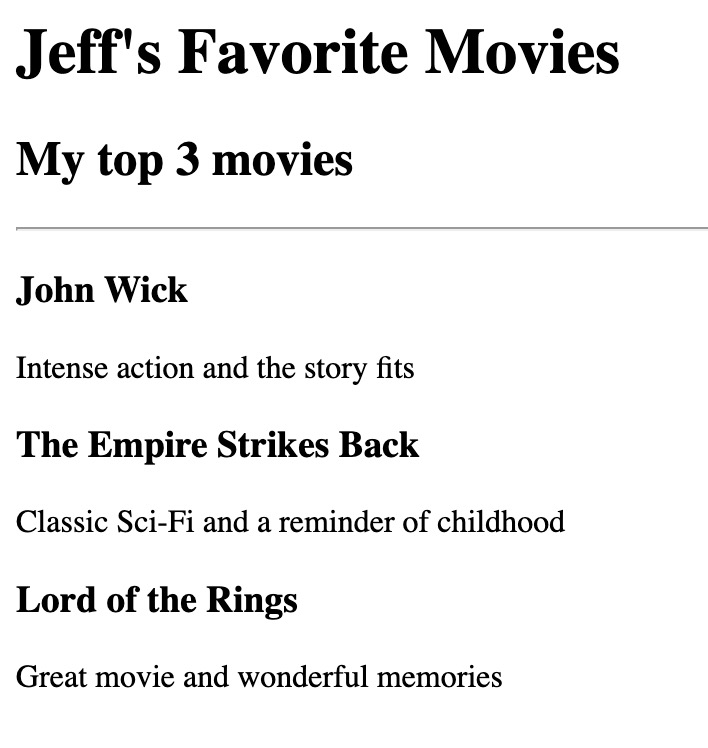 Jeff's Favorite Movies
My top 3 movies
John Wick
Intense action and the story fits
The Empire Strikes Back
Classic Sci-Fi and a reminder of childhood
Lord of the Rings
Great movie and wonderful memories